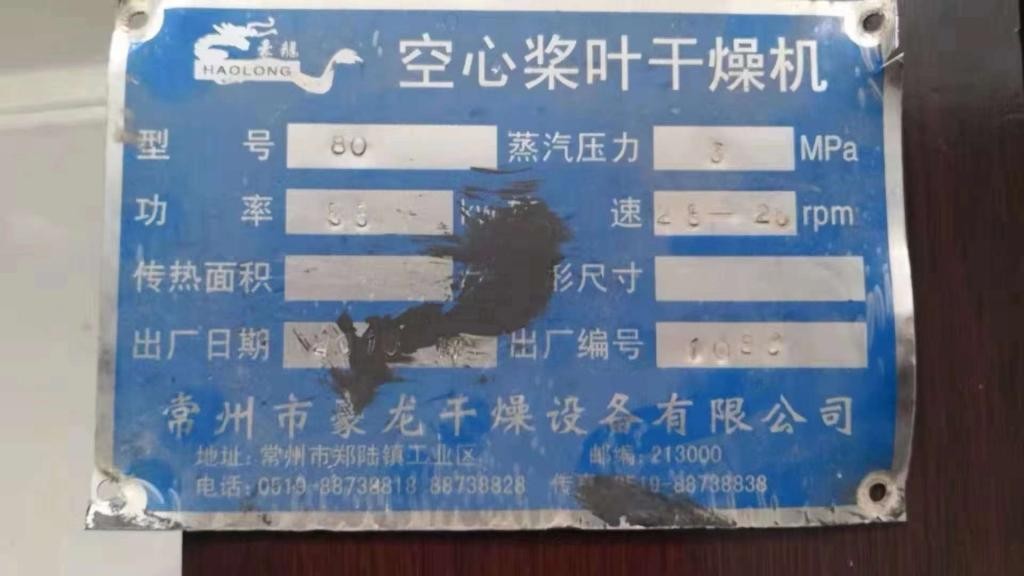 豪龍
HAOLONG
空心桨叶干燥机
型号 80 蒸汽压力 3 MPa
功率 速 rpm
传热面积 形尺寸
出厂日期 出厂编号
常州市豪龙干燥设备有限公司
地址:常州市郑陆镇工业区 邮编:213000
电话:0519-88738818 88738828 传真:0519-88738838